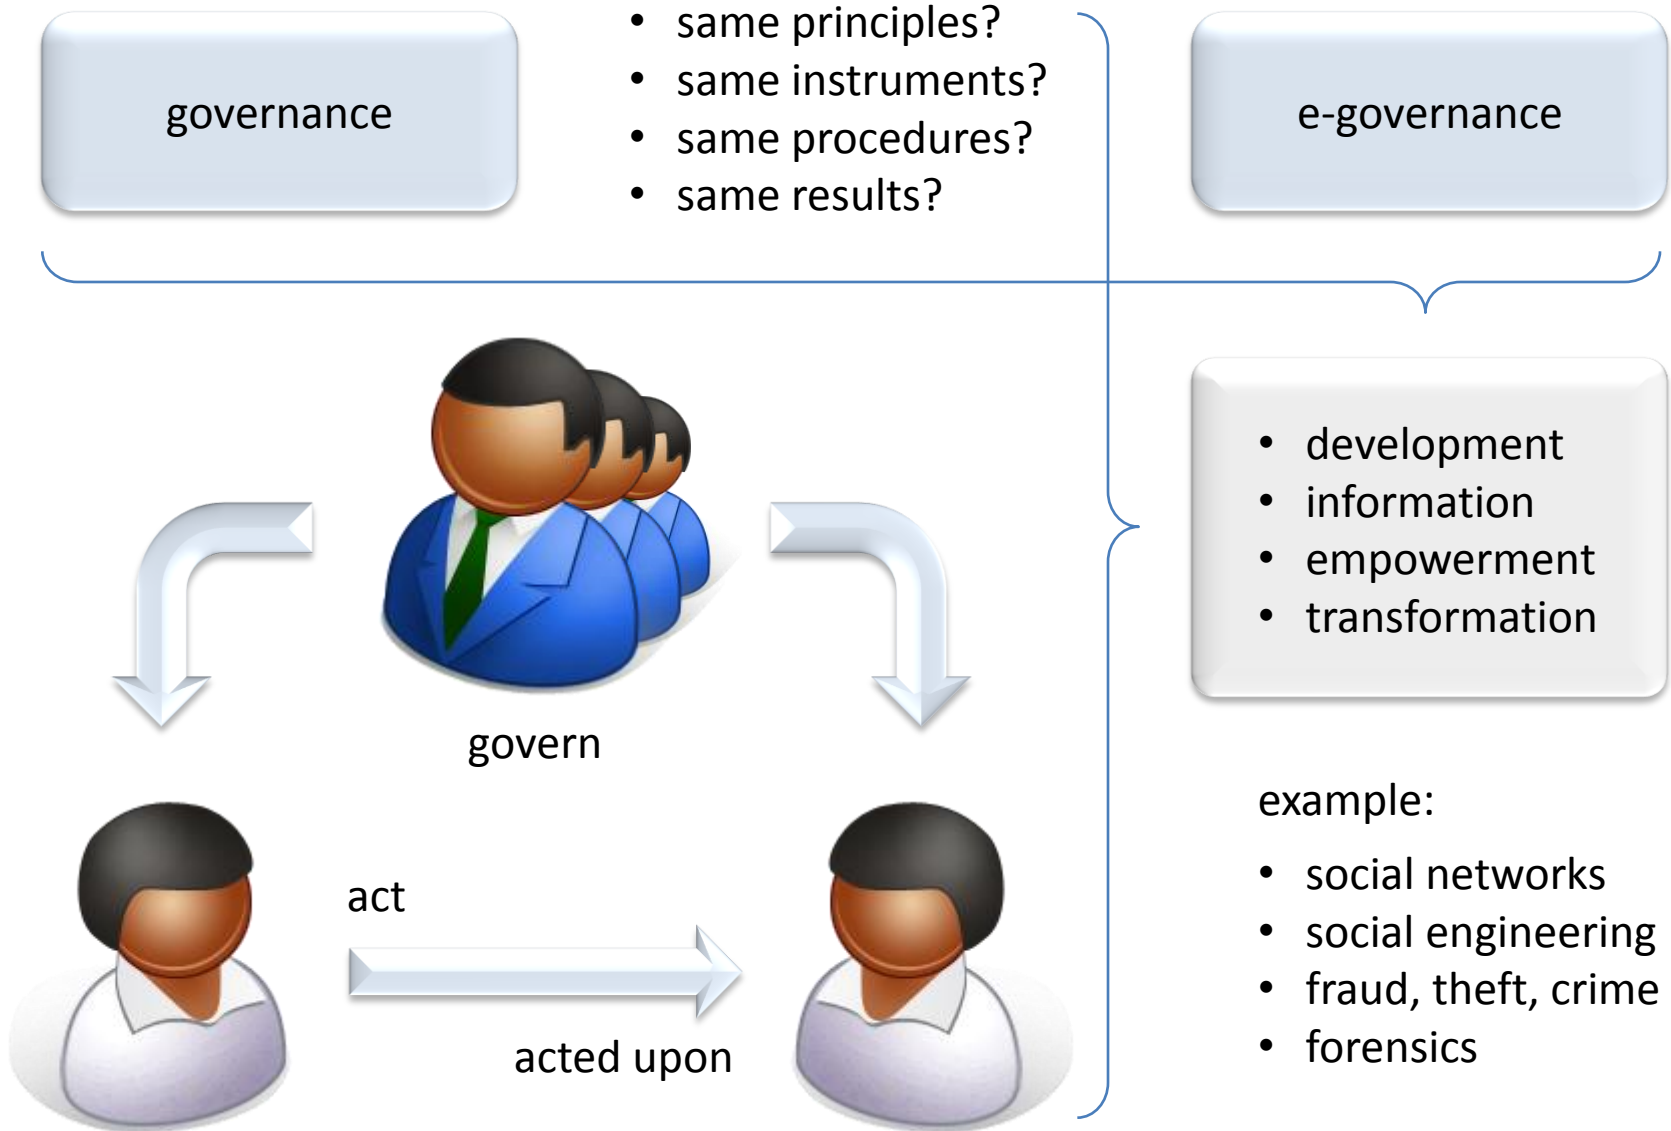 governance
• same principles?
• same instruments?
• same procedures?
• same results?
e-governance
• development
• information
• empowerment
• transformation
govern
act
acted upon
example:
• social networks
• social engineering
• fraud, theft, crime
• forensics